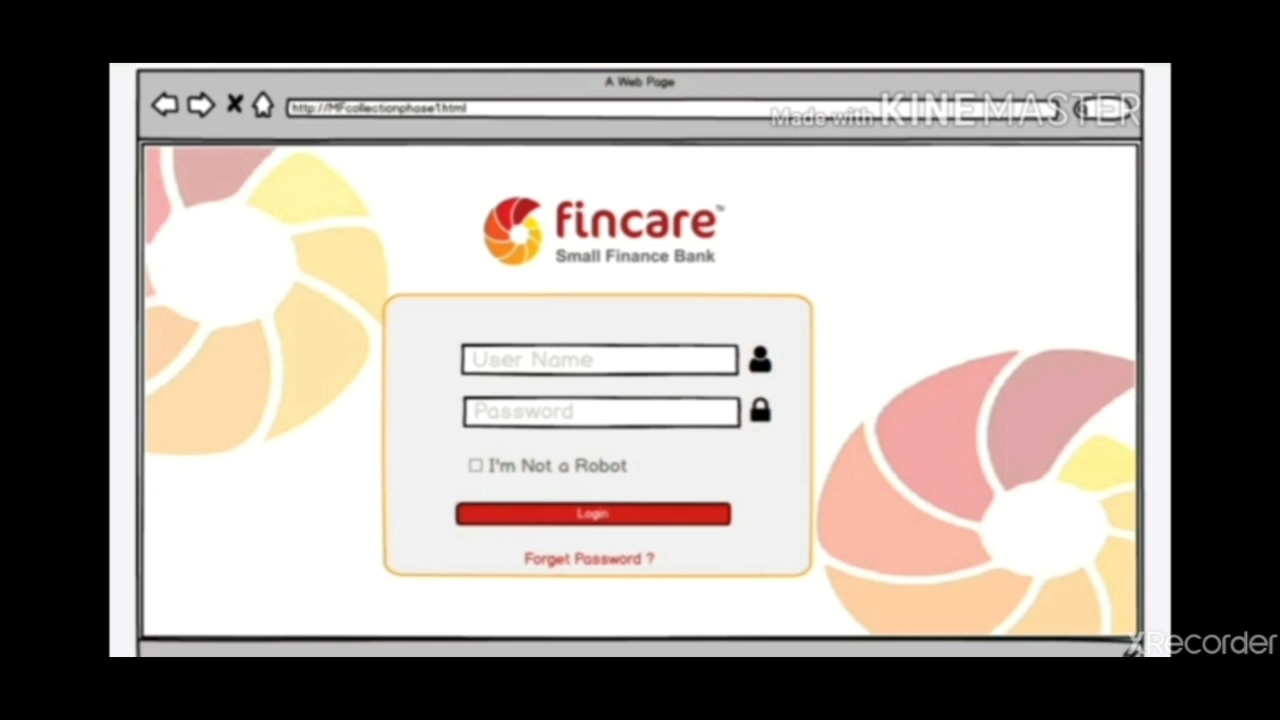 A Web Page
http://MFcollectionphase1.html
Made with KINEMASTER
fincare™
Small Finance Bank
User Name
Password
I'm Not a Robot
Login
Forget Password ?
XRecorder